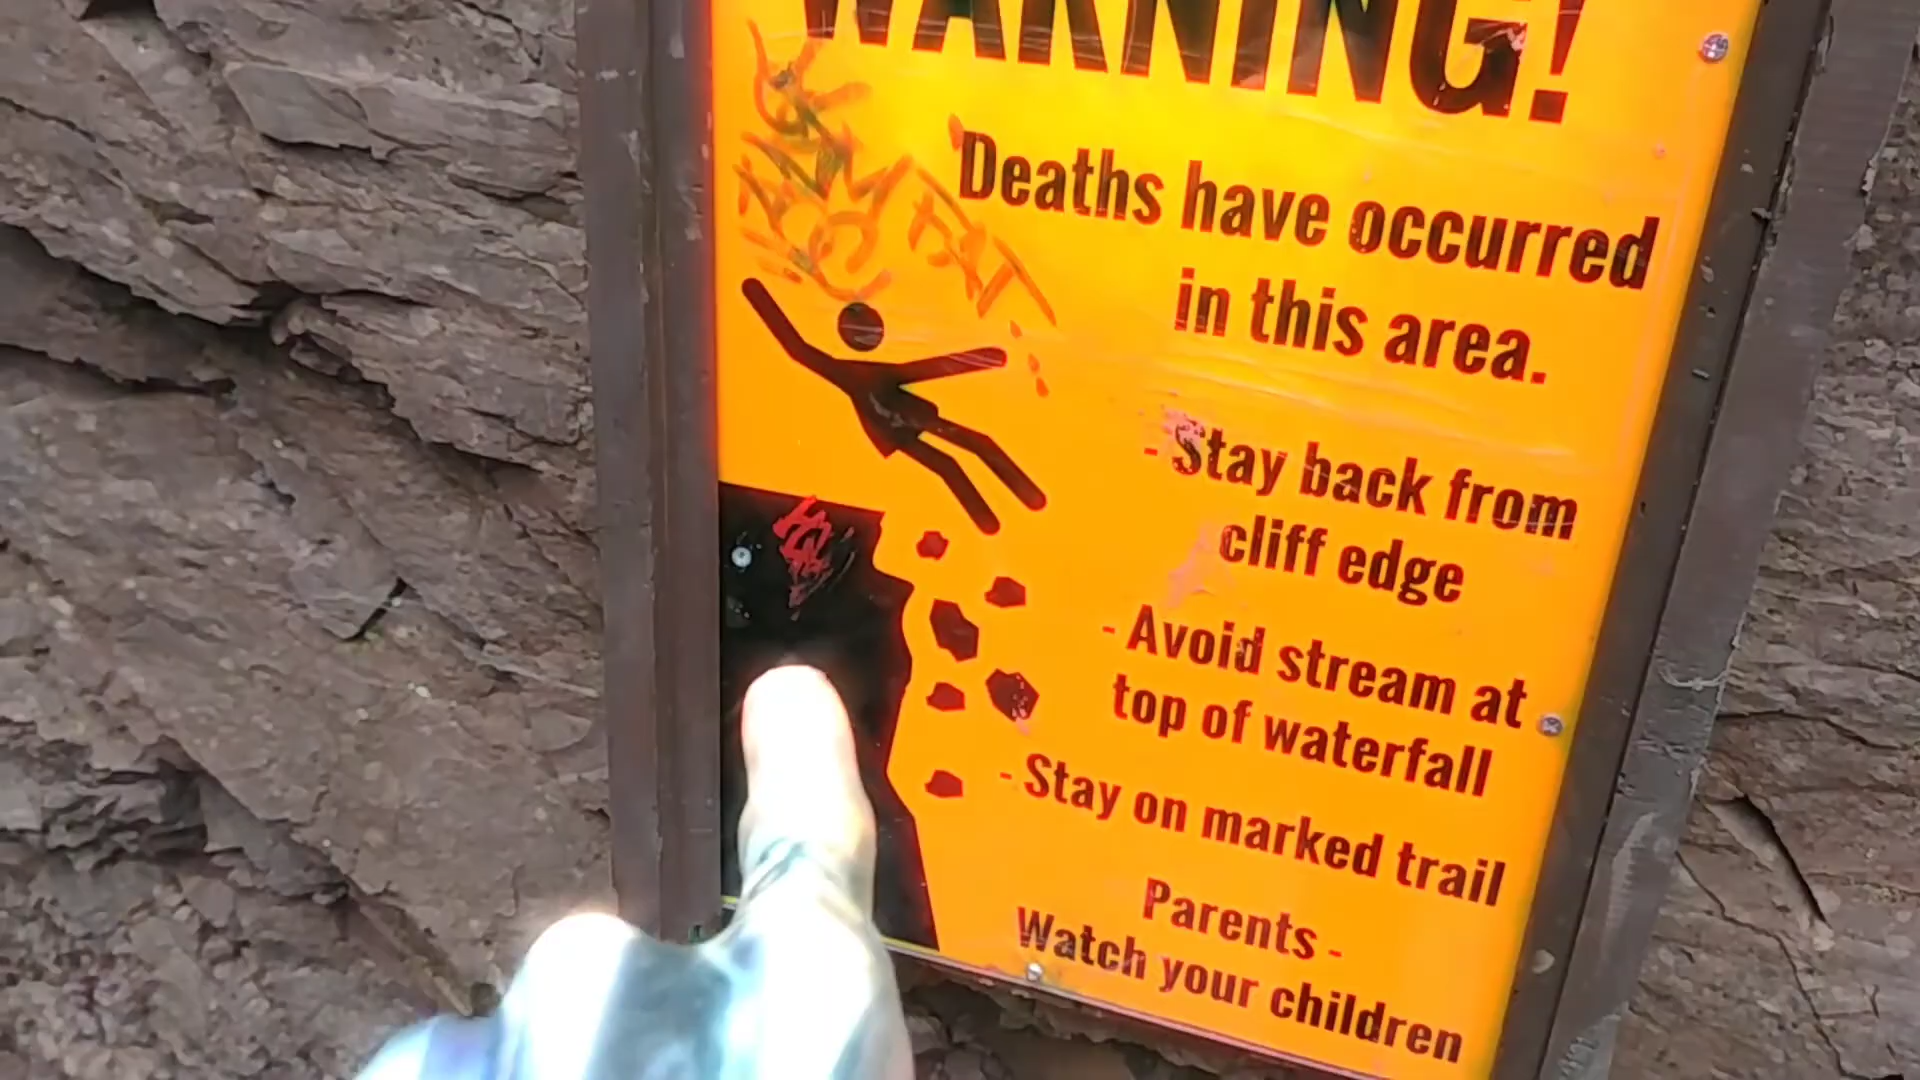 WARNING!
Deaths have occurred
in this area.
- Stay back from
cliff edge
- Avoid stream at
top of waterfall
- Stay on marked trail
Parents -
Watch your children